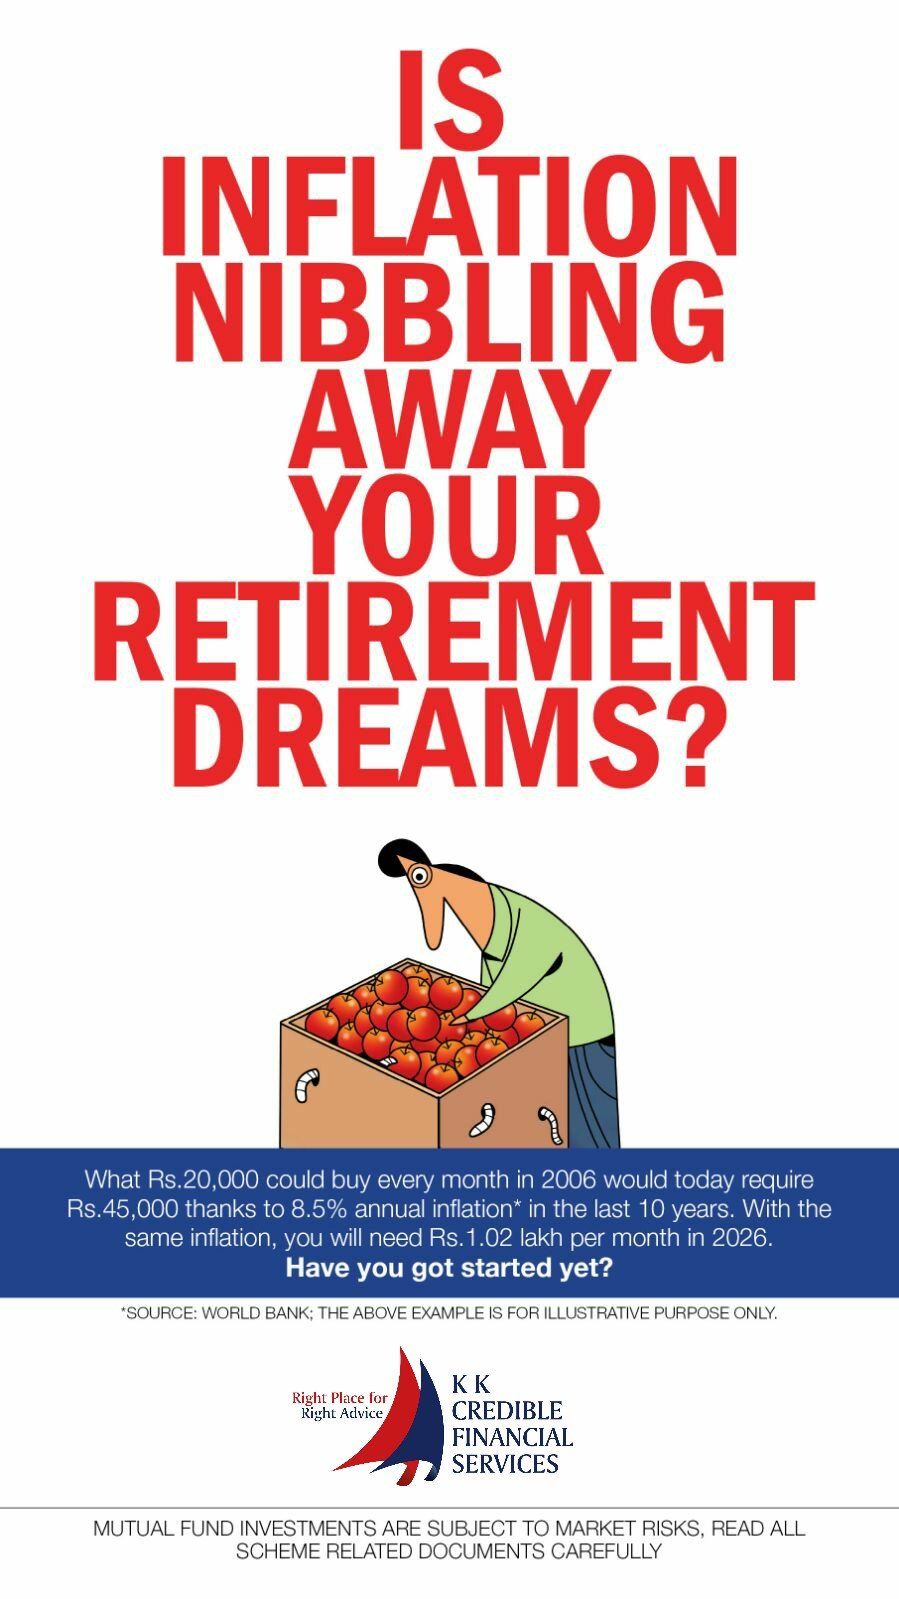 IS
INFLATION
NIBBLING
AWAY
YOUR
RETIREMENT
DREAMS?
What Rs.20,000 could buy every month in 2006 would today require
Rs.45,000 thanks to 8.5% annual inflation* in the last 10 years. With the
same inflation, you will need Rs.1.02 lakh per month in 2026.
Have you got started yet?
*SOURCE: WORLD BANK; THE ABOVE EXAMPLE IS FOR ILLUSTRATIVE PURPOSE ONLY.
Right Place for
Right Advice
K K
CREDIBLE
FINANCIAL
SERVICES
MUTUAL FUND INVESTMENTS ARE SUBJECT TO MARKET RISKS, READ ALL
SCHEME RELATED DOCUMENTS CAREFULLY